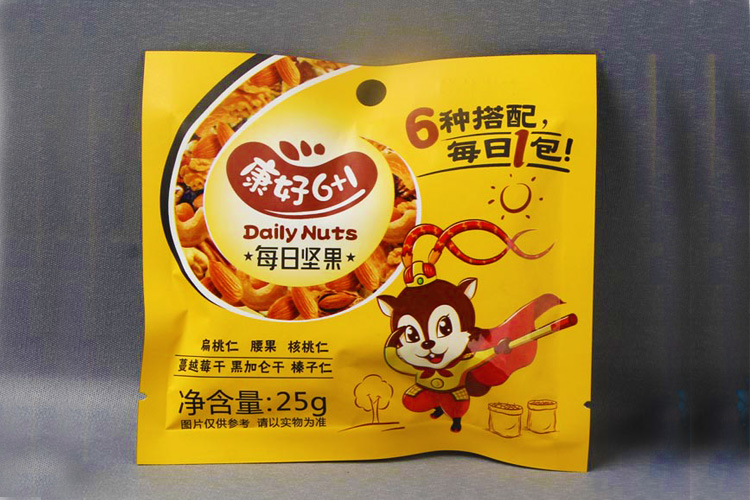 6种搭配，
每日1包!
康好6+1
Daily Nuts
★每日坚果★
扁桃仁 腰果 核桃仁
蔓越莓干 黑加仑干 榛子仁
净含量:25g
图片仅供参考 请以实物为准